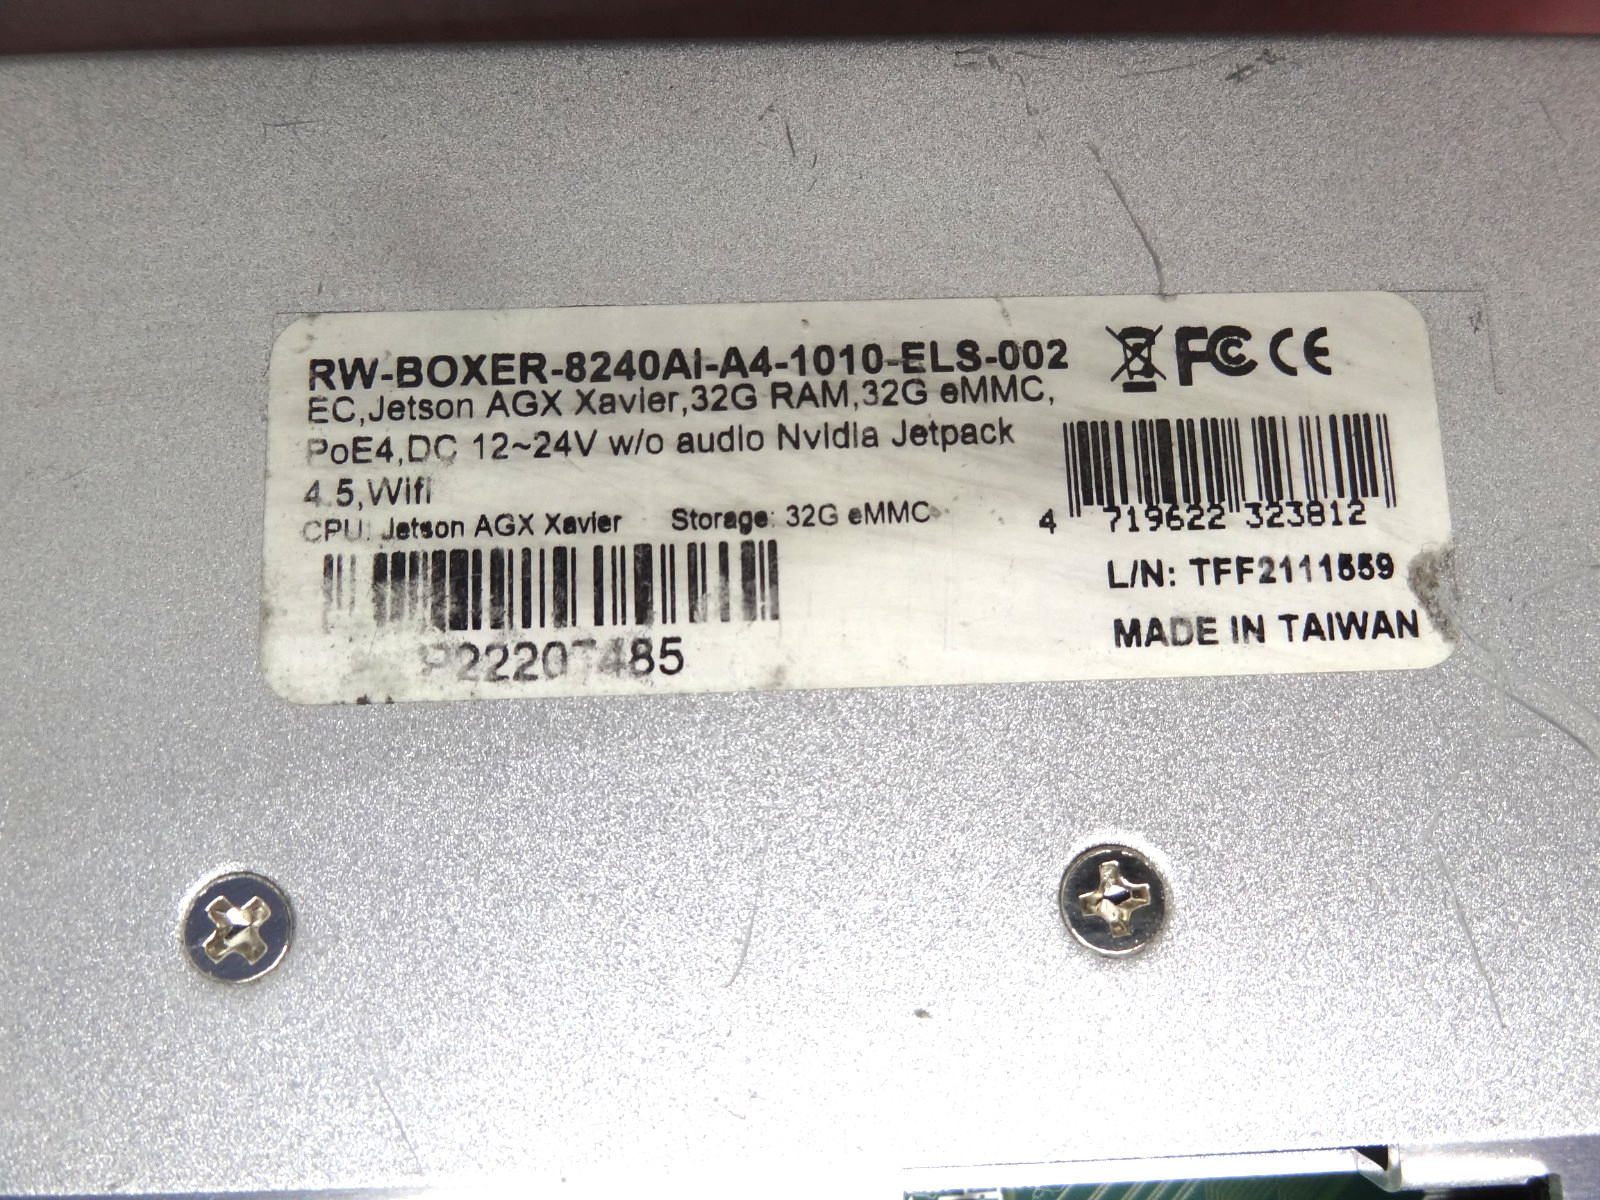 RW-BOXER-8240AI-A4-1010-ELS-002
FC CE
EC,Jetson AGX Xavier,32G RAM,32G eMMC,
PoE4,DC 12~24V w/o audio Nvidia Jetpack
4.5,Wifi
CPU: Jetson AGX Xavier Storage: 32G eMMC
4 719622 323812
L/N: TFF2111559
MADE IN TAIWAN